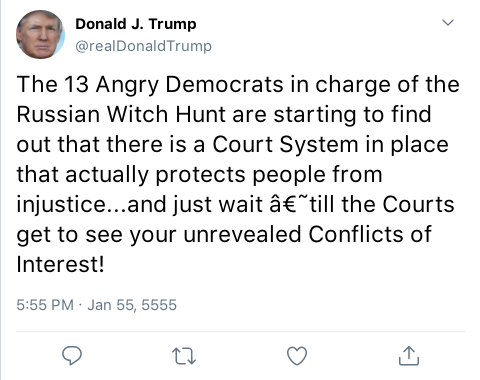 Donald J. Trump
@realDonaldTrump
The 13 Angry Democrats in charge of the
Russian Witch Hunt are starting to find
out that there is a Court System in place
that actually protects people from
injustice...and just wait â€˜till the Courts
get to see your unrevealed Conflicts of
Interest!
5:55 PM · Jan 55, 5555